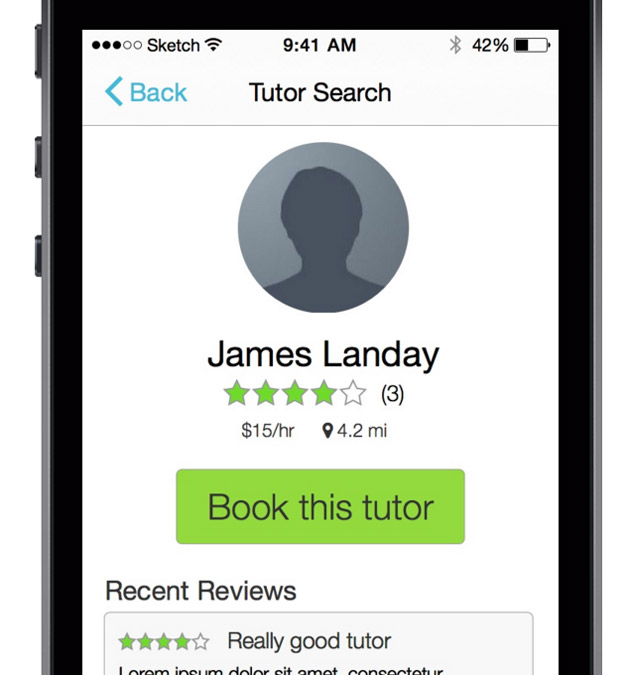 Sketch 9:41 AM 42%
Back Tutor Search
James Landay
(3)
$15/hr 4.2 mi
Book this tutor
Recent Reviews
Really good tutor
Lorem ipsum dolor sit amet, consectetur